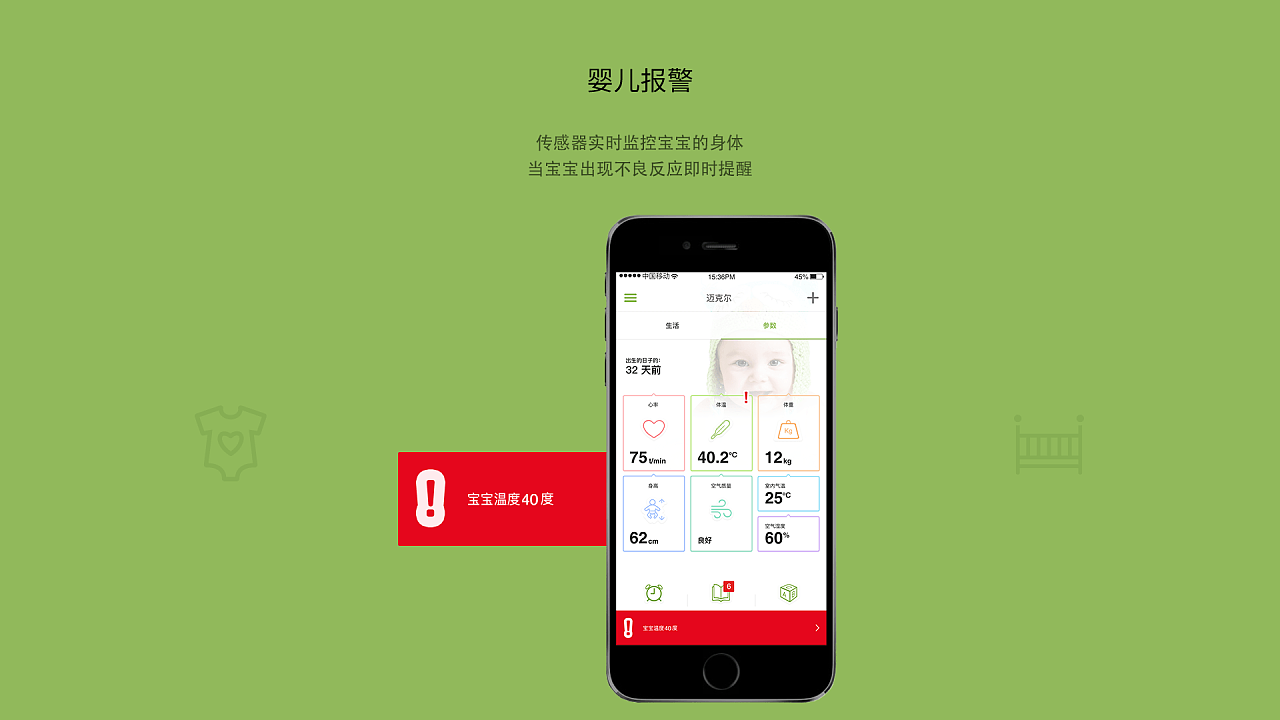 婴儿报警
传感器实时监控宝宝的身体
当宝宝出现不良反应即时提醒
中国移动 15:36PM 45%
迈克尔
生活 参数
出生的日子的:
32 天前
心率 体温 ! 体重
Kg
75 t/min 40.2°C 12 kg
身高 空气质量 室内气温
25°C
空气湿度
62 cm 良好 60%
6
A B
! 宝宝温度40度
! 宝宝温度40度